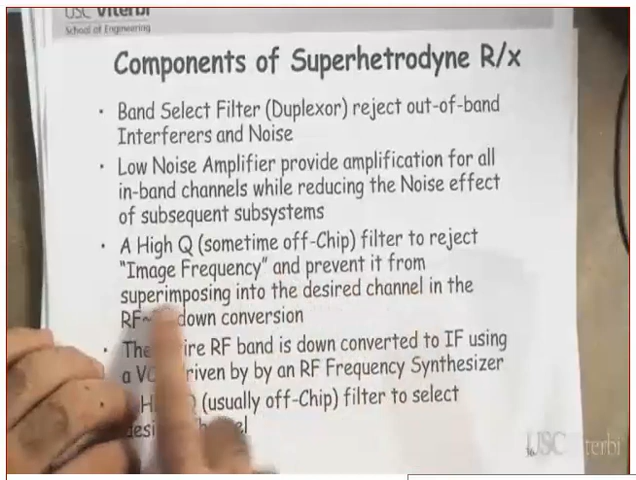 USC Viterbi
School of Engineering
Components of Superhetrodyne R/x
• Band Select Filter (Duplexor) reject out-of-band
Interferers and Noise
• Low Noise Amplifier provide amplification for all
in-band channels while reducing the Noise effect
of subsequent subsystems
• A High Q (sometime off-Chip) filter to reject
"Image Frequency" and prevent it from
superimposing into the desired channel in the
down conversion
• RF band is down converted to IF using
a by by an RF Frequency Synthesizer
(usually off-Chip) filter to select
USC Viterbi